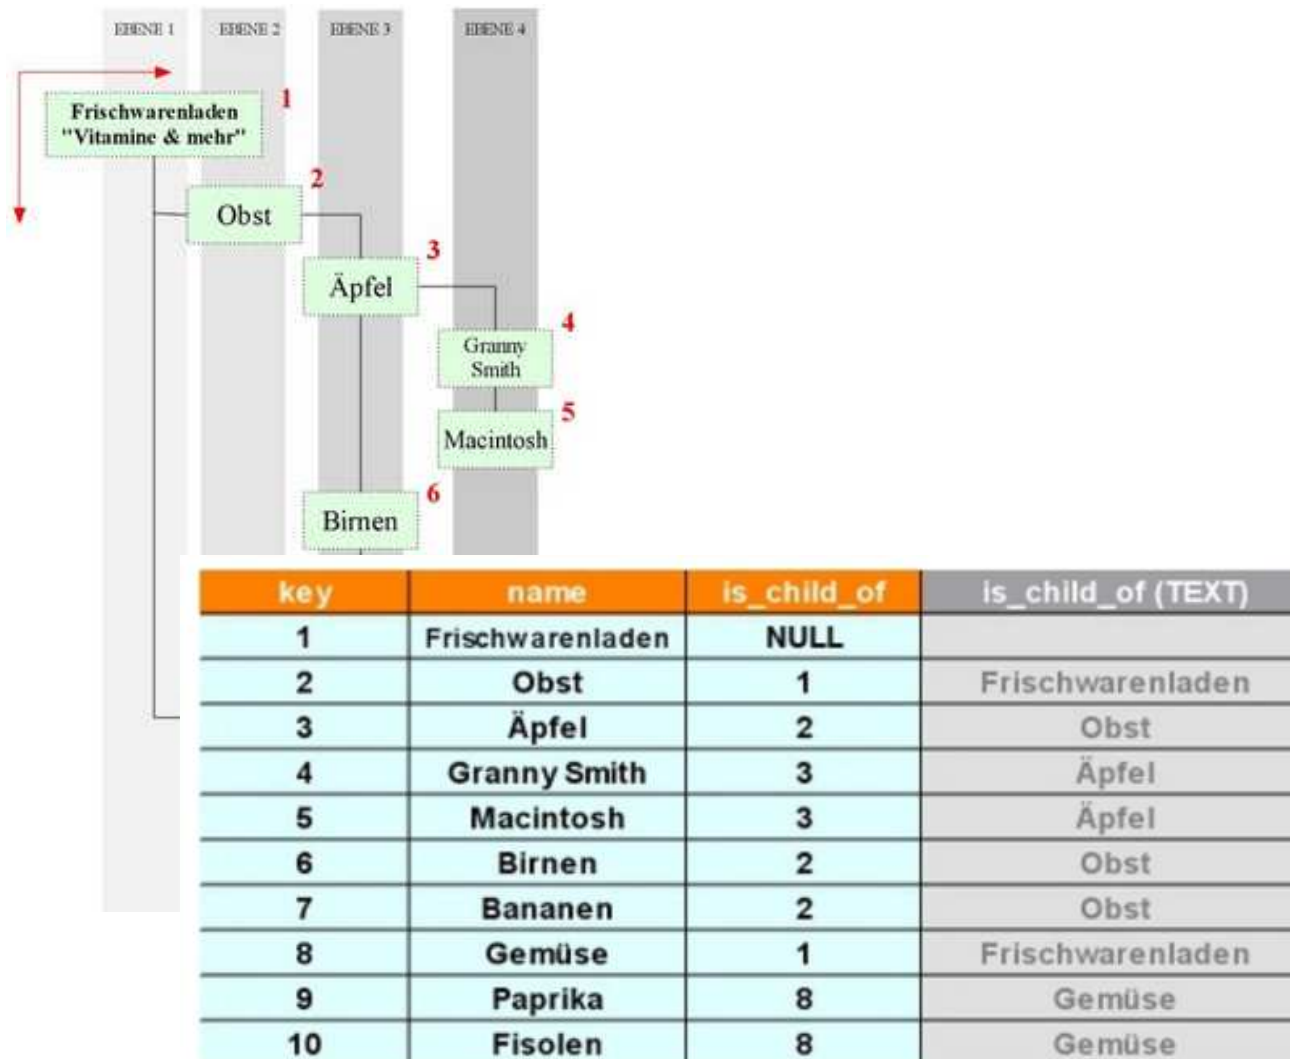 EBENE 1 EBENE 2 EBENE 3 EBENE 4
1
Frischwarenladen
"Vitamine & mehr"
2
Obst
3
Äpfel
4
Granny
Smith
5
Macintosh
6
Birnen
key name is_child_of is_child_of (TEXT)
1 Frischwarenladen NULL
2 Obst 1 Frischwarenladen
3 Äpfel 2 Obst
4 Granny Smith 3 Äpfel
5 Macintosh 3 Äpfel
6 Birnen 2 Obst
7 Bananen 2 Obst
8 Gemüse 1 Frischwarenladen
9 Paprika 8 Gemüse
10 Fisolen 8 Gemüse